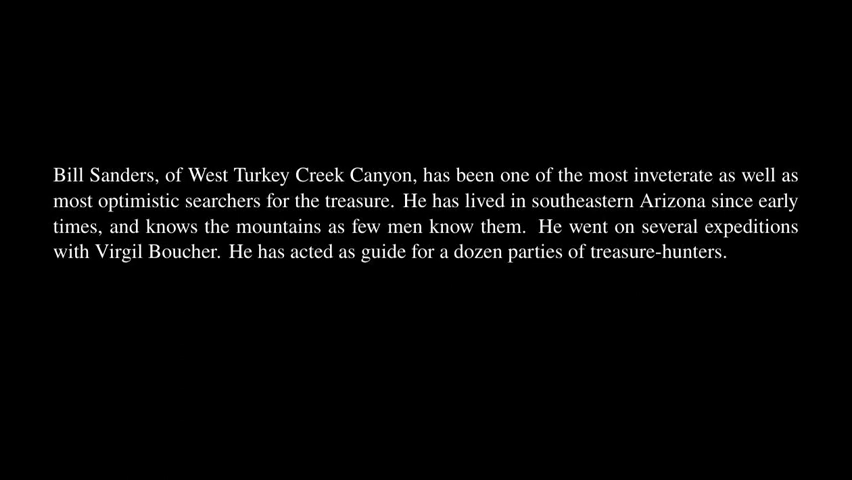 Bill Sanders, of West Turkey Creek Canyon, has been one of the most inveterate as well as
most optimistic searchers for the treasure. He has lived in southeastern Arizona since early
times, and knows the mountains as few men know them. He went on several expeditions
with Virgil Boucher. He has acted as guide for a dozen parties of treasure-hunters.